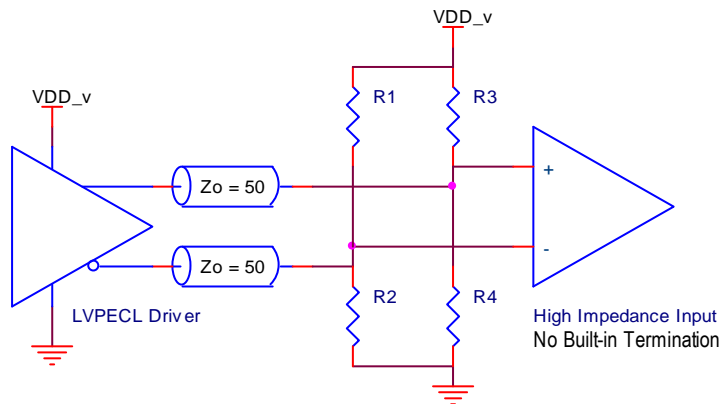 VDD_v
VDD_v
R1
R3
Zo = 50
+
Zo = 50
-
R2
R4
LVPECL Driver
High Impedance Input
No Built-in Termination